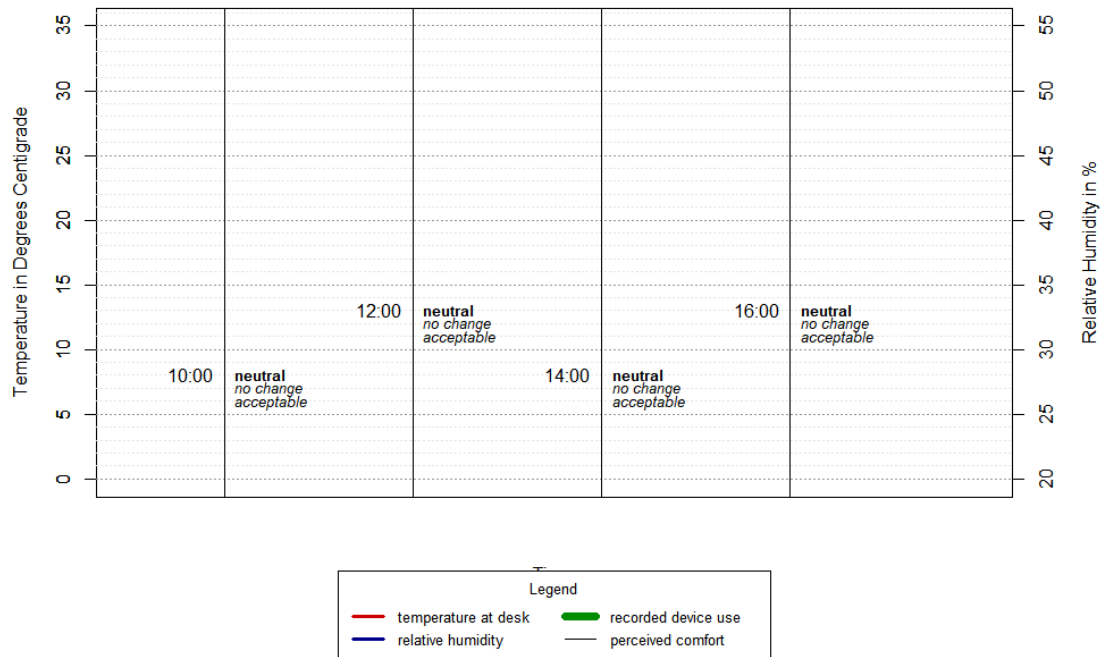 Temperature in Degrees Centigrade
35
30
25
20
15
10
5
0
55
50
45
40
35
30
25
20
Relative Humidity in %
10:00
neutral
no change
acceptable
12:00
neutral
no change
acceptable
14:00
neutral
no change
acceptable
16:00
neutral
no change
acceptable
Legend
temperature at desk
recorded device use
relative humidity
perceived comfort